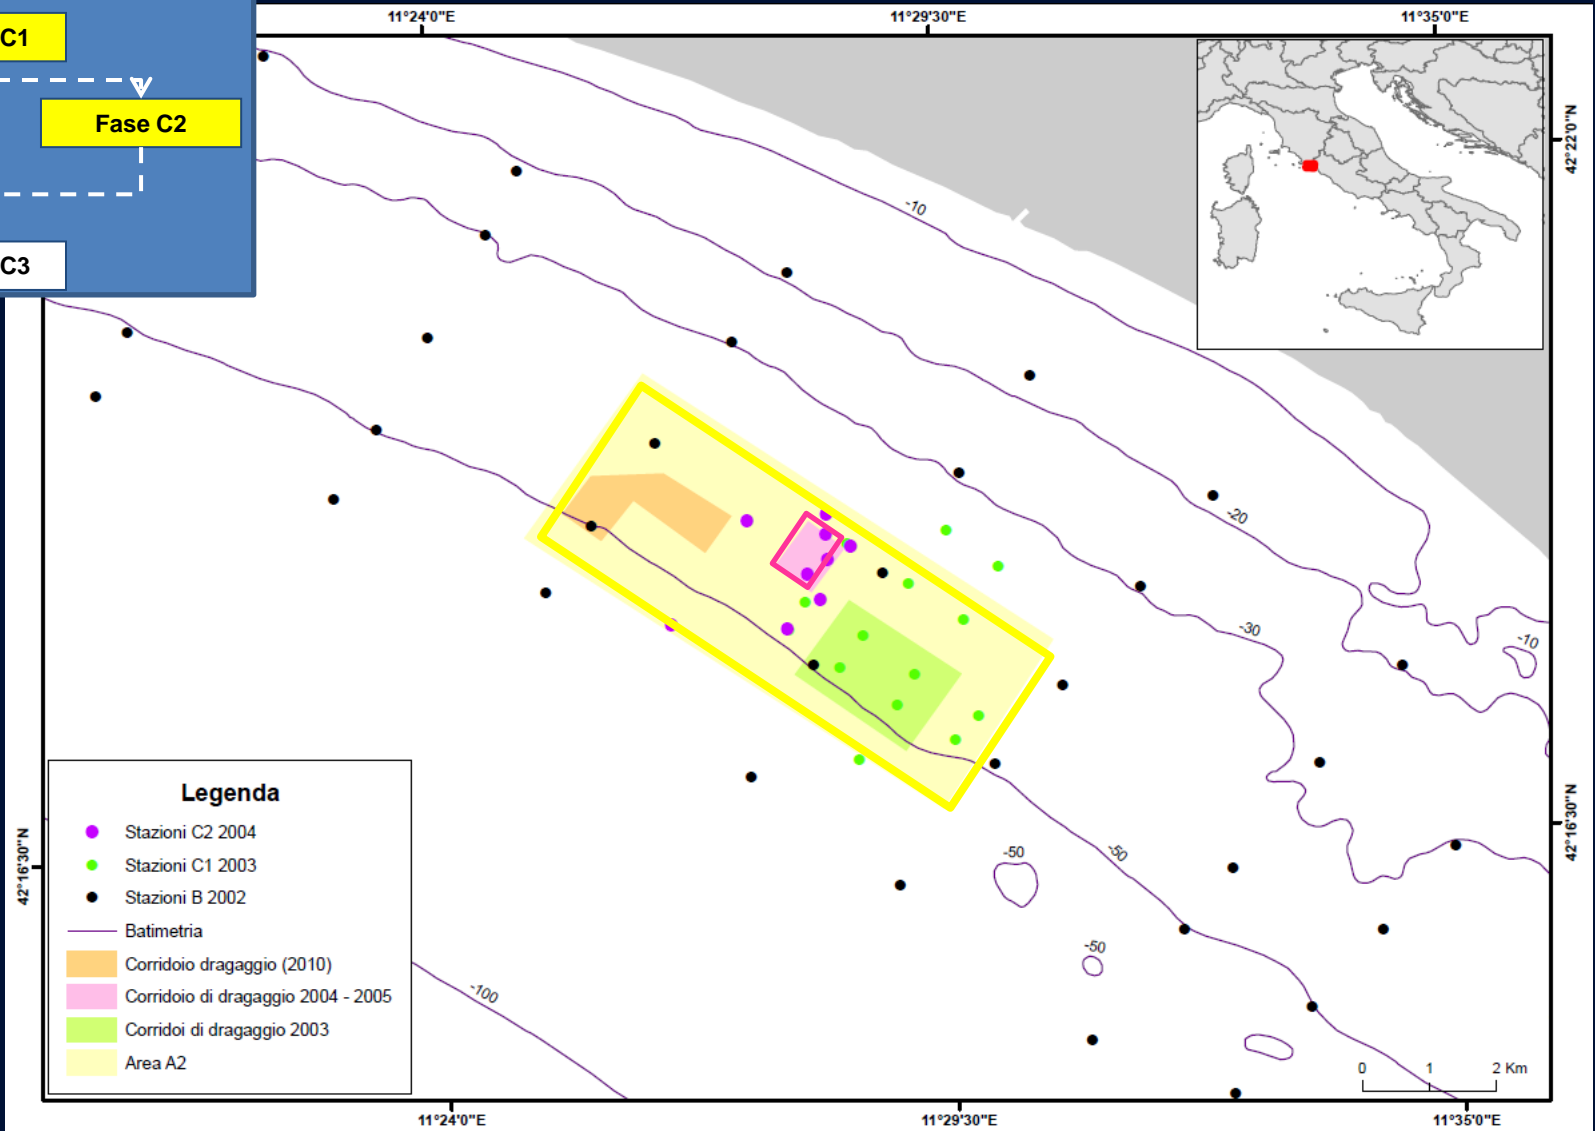 C1
Fase C2
C3
11°24'0"E
11°29'30"E
11°35'0"E
42°22'0"N
-10
-20
-30
-10
-50
-50
-50
-100
42°16'30"N
42°16'30"N
Legenda
Stazioni C2 2004
Stazioni C1 2003
Stazioni B 2002
Batimetria
Corridoio dragaggio (2010)
Corridoio di dragaggio 2004 - 2005
Corridoi di dragaggio 2003
Area A2
0 1 2 Km
11°24'0"E
11°29'30"E
11°35'0"E